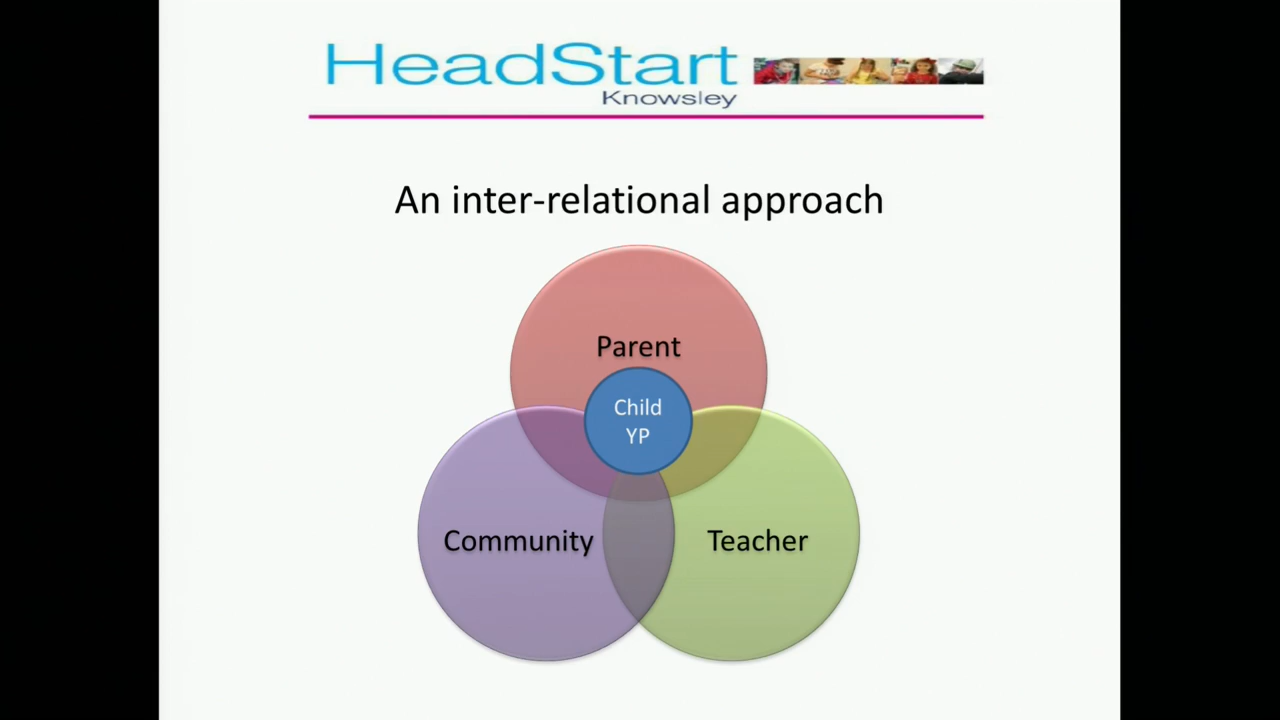 HeadStart
Knowsley
An inter-relational approach
Parent
Child
YP
Community
Teacher